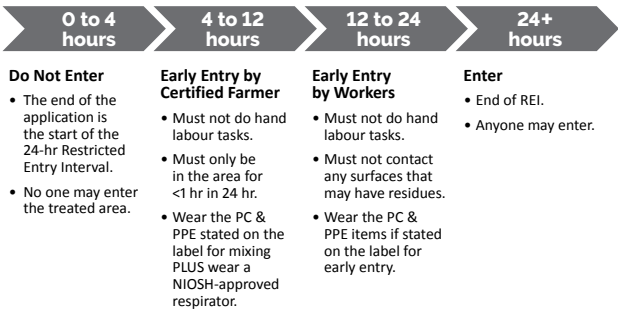 0 to 4
hours
4 to 12
hours
12 to 24
hours
24+
hours
Do Not Enter
• The end of the
application is
the start of the
24-hr Restricted
Entry Interval.
• No one may enter
the treated area.
Early Entry by
Certified Farmer
• Must not do hand
labour tasks.
• Must only be
in the area for
<1 hr in 24 hr.
• Wear the PC &
PPE stated on the
label for mixing
PLUS wear a
NIOSH-approved
respirator.
Early Entry
by Workers
• Must not do hand
labour tasks.
• Must not contact
any surfaces that
may have residues.
• Wear the PC &
PPE items if stated
on the label for
early entry.
Enter
• End of REI.
• Anyone may enter.